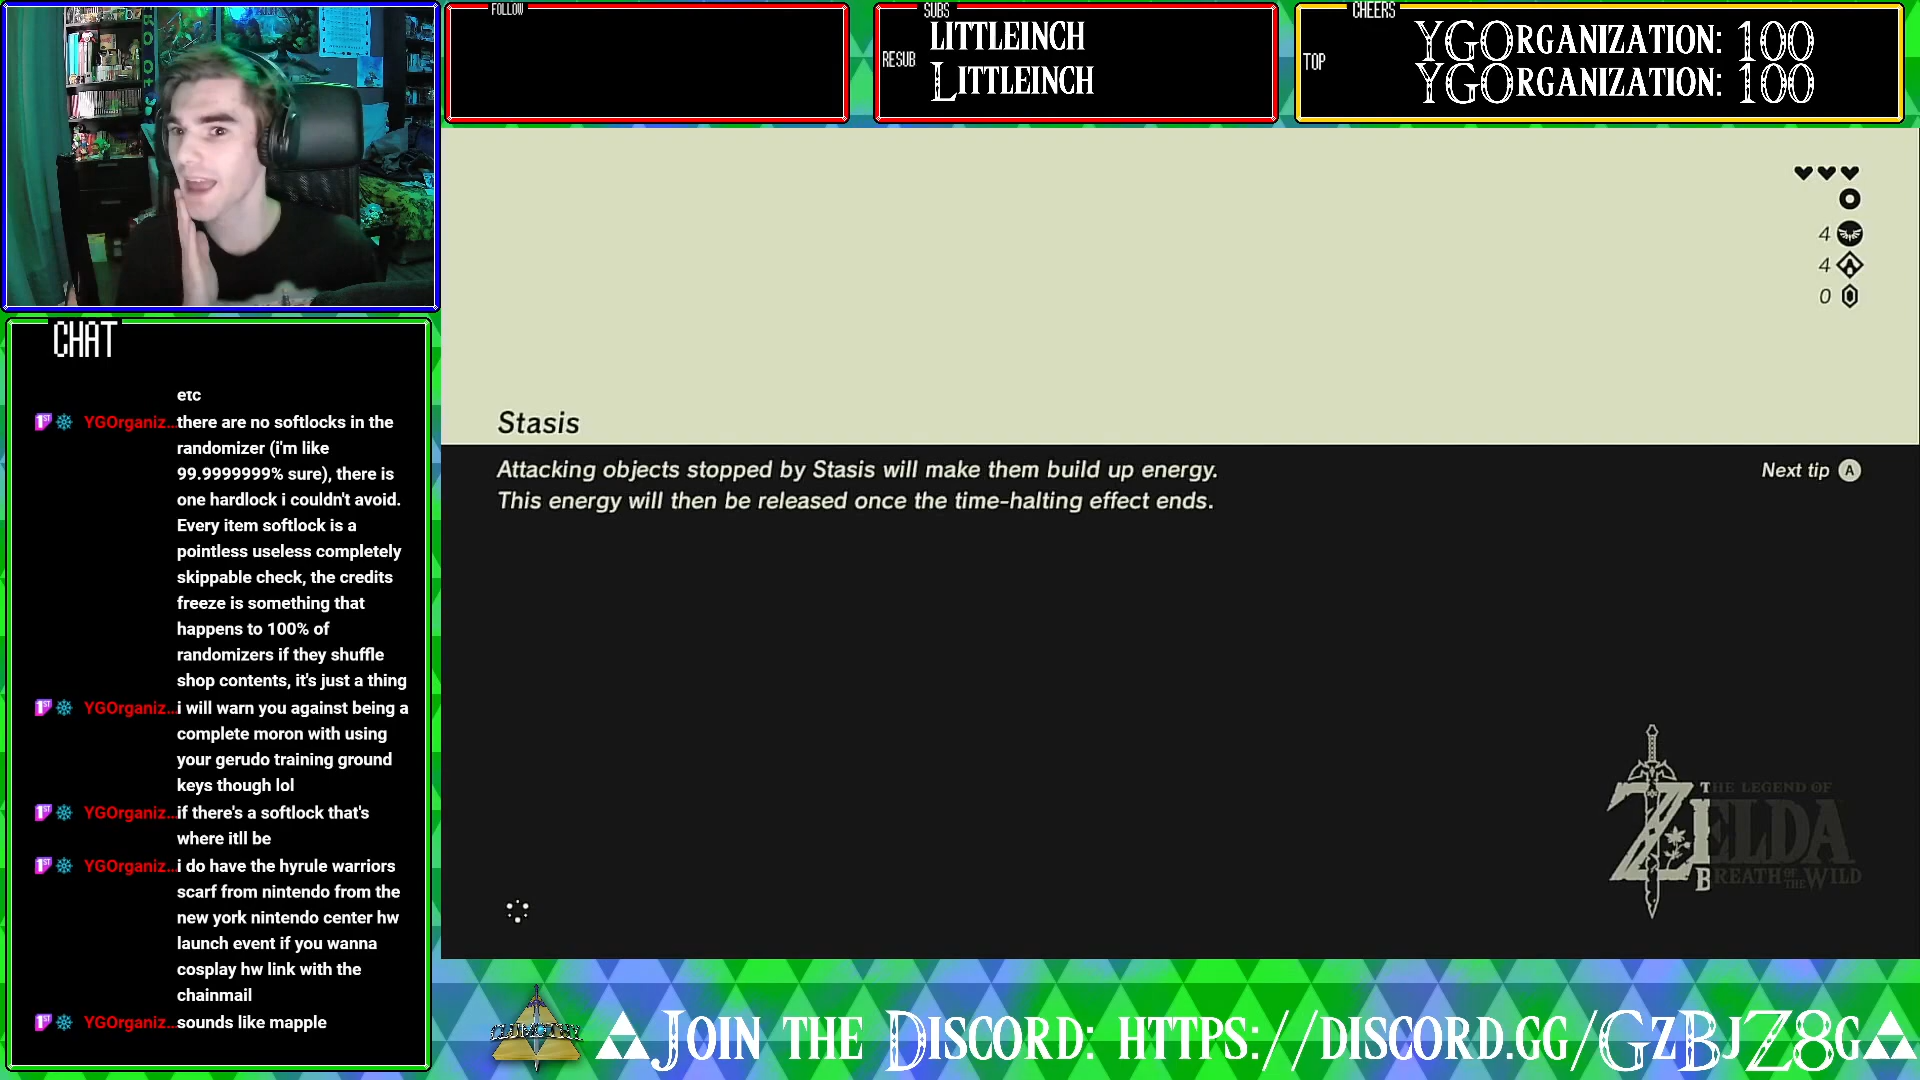 FOLLOW
SUBS
RESUB
LITTLEINCH
LITTLEINCH
CHEERS
TOP
YGORGANIZATION: 100
YGORGANIZATION: 100
CHAT
etc
YGOrganiz...there are no softlocks in the
randomizer (i'm like
99.9999999% sure), there is
one hardlock i couldn't avoid.
Every item softlock is a
pointless useless completely
skippable check, the credits
freeze is something that
happens to 100% of
randomizers if they shuffle
shop contents, it's just a thing
YGOrganiz...i will warn you against being a
complete moron with using
your gerudo training ground
keys though lol
YGOrganiz...if there's a softlock that's
where itll be
YGOrganiz...i do have the hyrule warriors
scarf from nintendo from the
new york nintendo center hw
launch event if you wanna
cosplay hw link with the
chainmail
YGOrganiz...sounds like mapple
4
4
0
Stasis
Attacking objects stopped by Stasis will make them build up energy.
This energy will then be released once the time-halting effect ends.
Next tip A
THE LEGEND OF
ZELDA
BREATH OF THE WILD
JOIN THE DISCORD: HTTPS://DISCORD.GG/GZBJZ8G